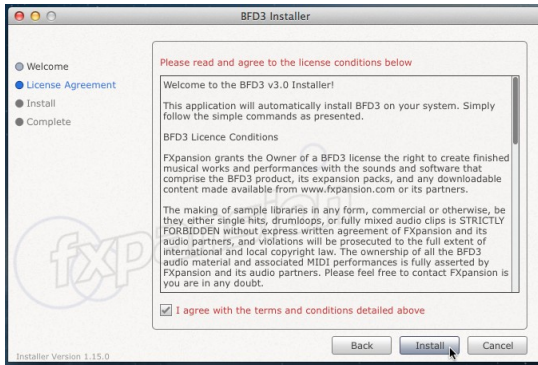 BFD3 Installer
Welcome
License Agreement
Install
Complete
Please read and agree to the license conditions below
Welcome to the BFD3 v3.0 Installer!
This application will automatically install BFD3 on your system. Simply
follow the simple commands as presented.
BFD3 Licence Conditions
FXpansion grants the Owner of a BFD3 license the right to create finished
musical works and performances with the sounds and software that
comprise the BFD3 product, its expansion packs, and any downloadable
content made available from www.fxpansion.com or its partners.
The making of sample libraries in any form, commercial or otherwise, be
they either single hits, drumloops, or fully mixed audio clips is STRICTLY
FORBIDDEN without express written agreement of FXpansion and its
audio partners, and violations will be prosecuted to the full extent of
international and local copyright law. The ownership of all the BFD3
audio material and associated MIDI performances is fully asserted by
FXpansion and its audio partners. Please feel free to contact FXpansion is
you are in any doubt.
fxpansion
I agree with the terms and conditions detailed above
Back
Install
Cancel
Installer Version 1.15.0